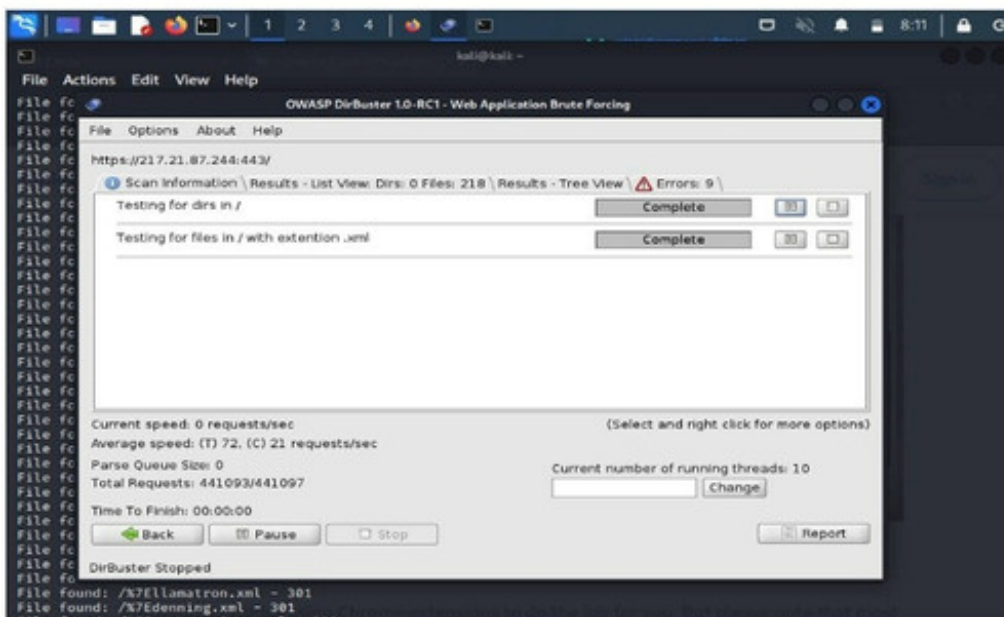 1 2 3 4 8:11
kali@kali: ~
File Actions Edit View Help
OWASP DirBuster 1.0-RC1 - Web Application Brute Forcing
File Options About Help
https://217.21.87.244:443/
Scan Information Results - List View: Dirs: 0 Files: 218 Results - Tree View Errors: 9
Testing for dirs in / Complete
Testing for files in / with extention .xml Complete
Current speed: 0 requests/sec (Select and right click for more options)
Average speed: (T) 72, (C) 21 requests/sec
Parse Queue Size: 0 Current number of running threads: 10
Total Requests: 441093/441097 Change
Time To Finish: 00:00:00
Back Pause Stop Report
DirBuster Stopped
File found: /%7Ellamatron.xml - 301
File found: /%7Edenning.xml - 301